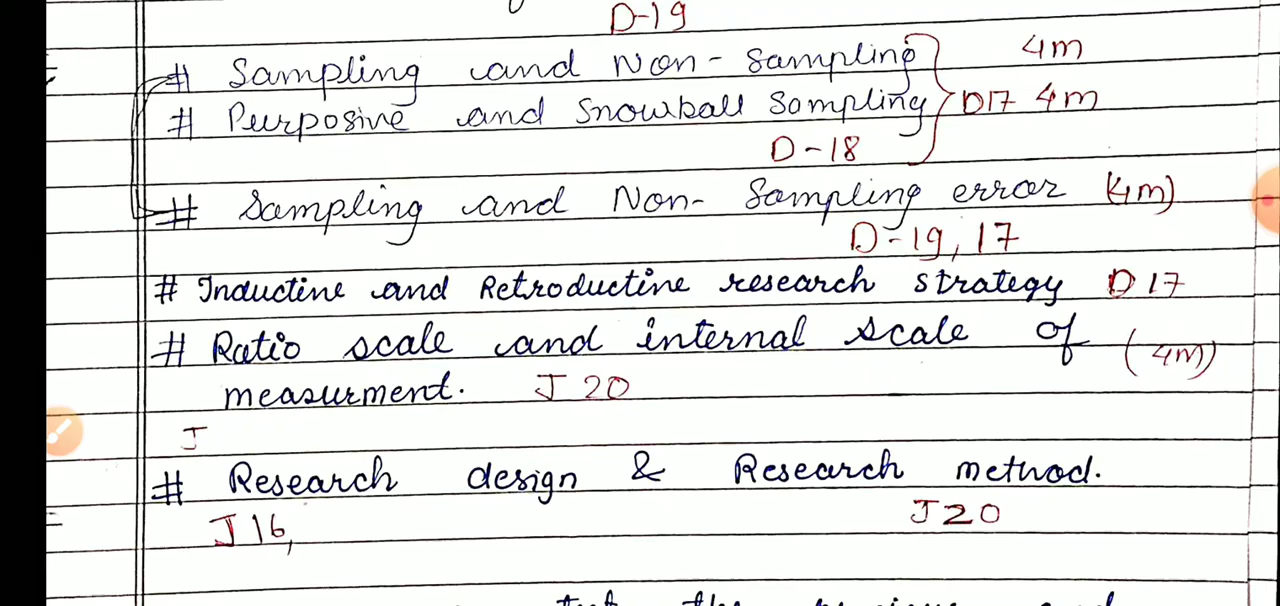 D-19
# Sampling and Non-Sampling 4m
# Purposive and Snowball Sampling D17 4m
D-18
# Sampling and Non-Sampling error (4m)
D-19, 17
# Inductive and Retroductive research strategy D 17
# Ratio scale and internal scale of (4m)
measurment. J 20
J
# Research design & Research method.
J 16, J20